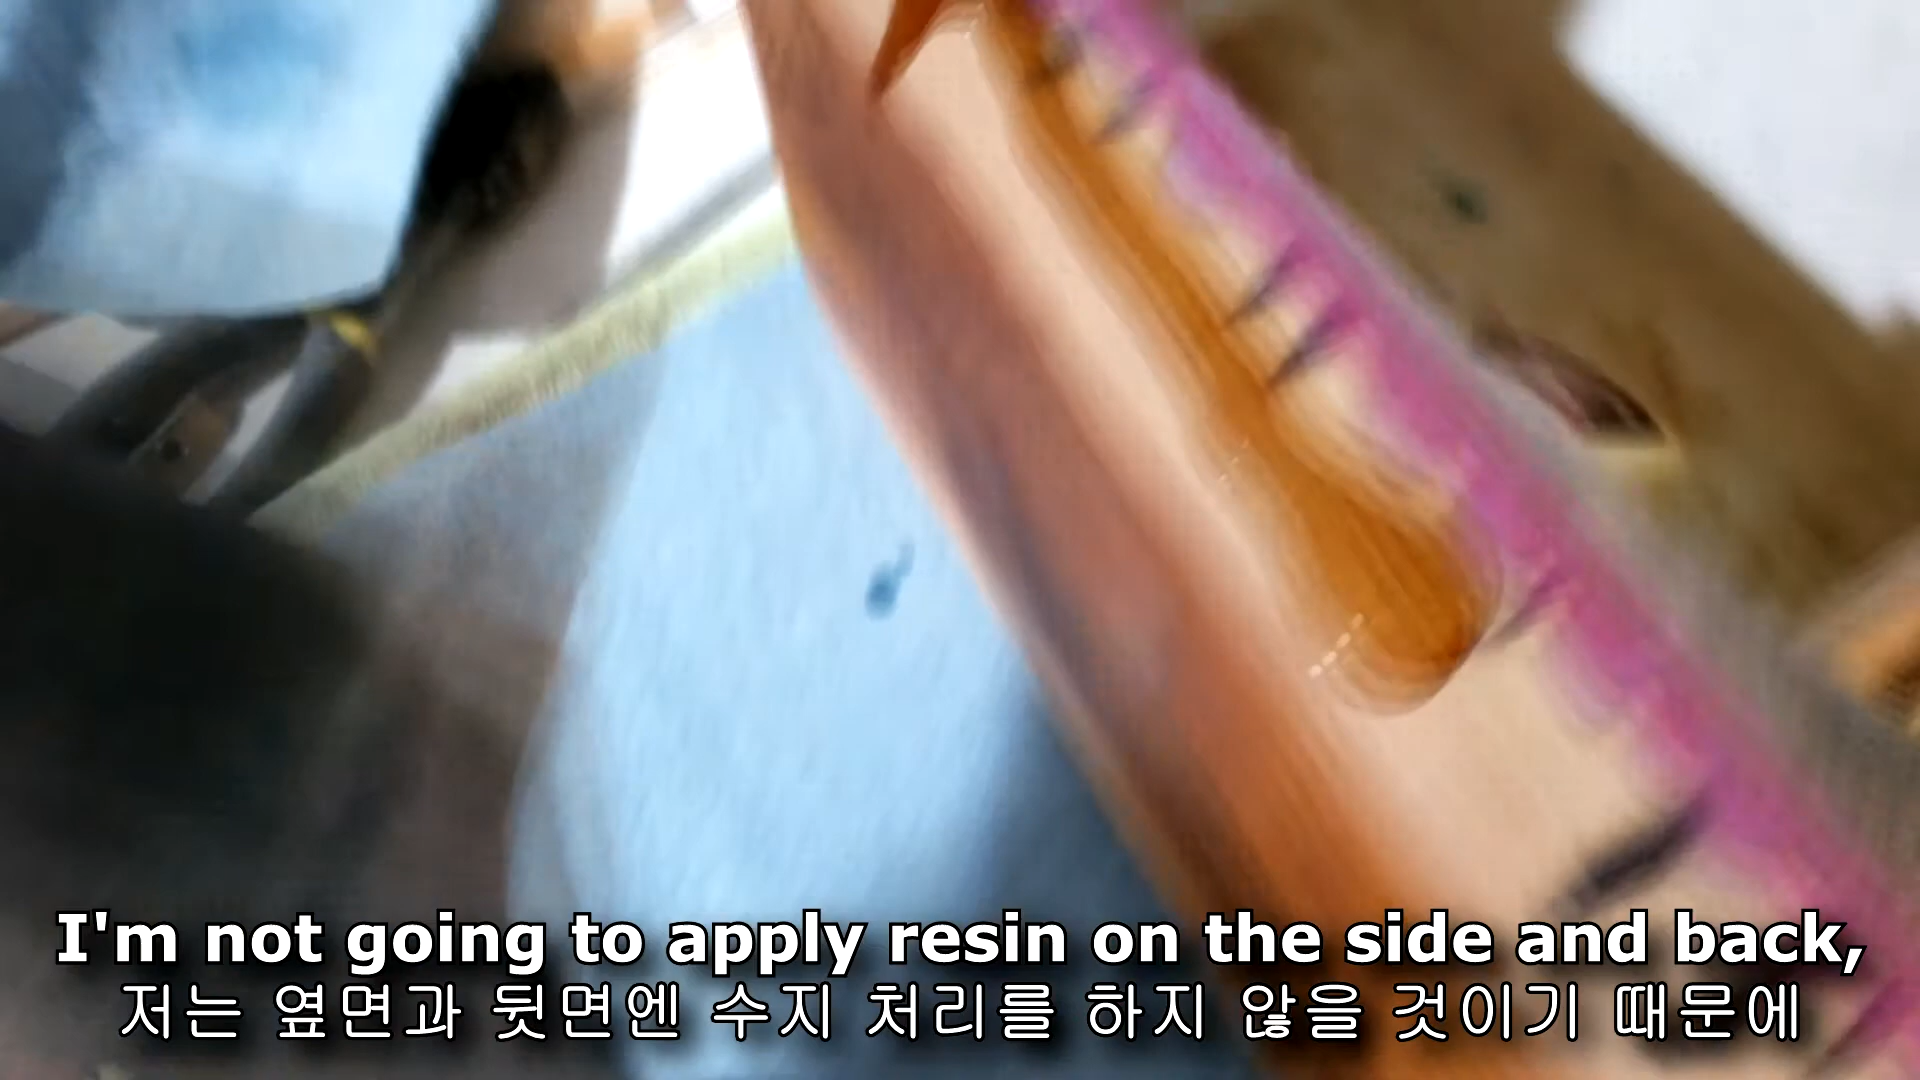 I'm not going to apply resin on the side and back,
저는 옆면과 뒷면엔 수지 처리를 하지 않을 것이기 때문에